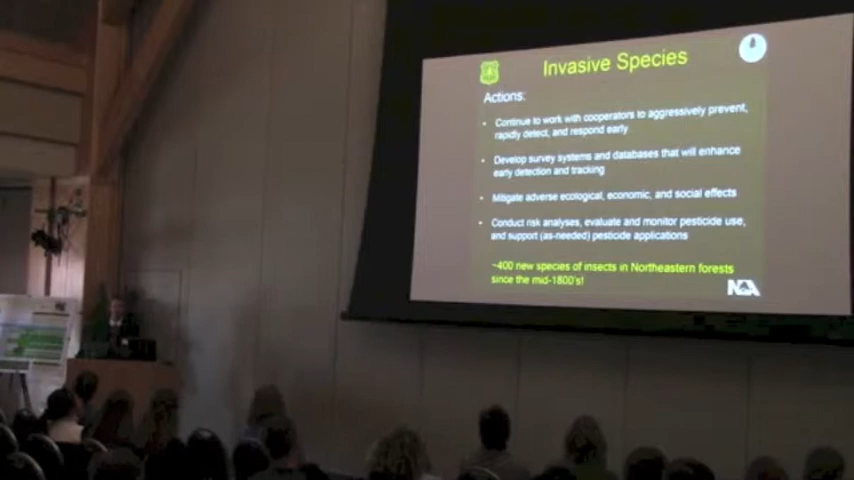 Invasive Species
Actions:
• Continue to work with cooperators to aggressively prevent,
rapidly detect, and respond early
• Develop survey systems and databases that will enhance
early detection and tracking
• Mitigate adverse ecological, economic, and social effects
• Conduct risk analyses, evaluate and monitor pesticide use,
and support (as-needed) pesticide applications
~400 new species of insects in Northeastern forests
since the mid-1800's!
NA